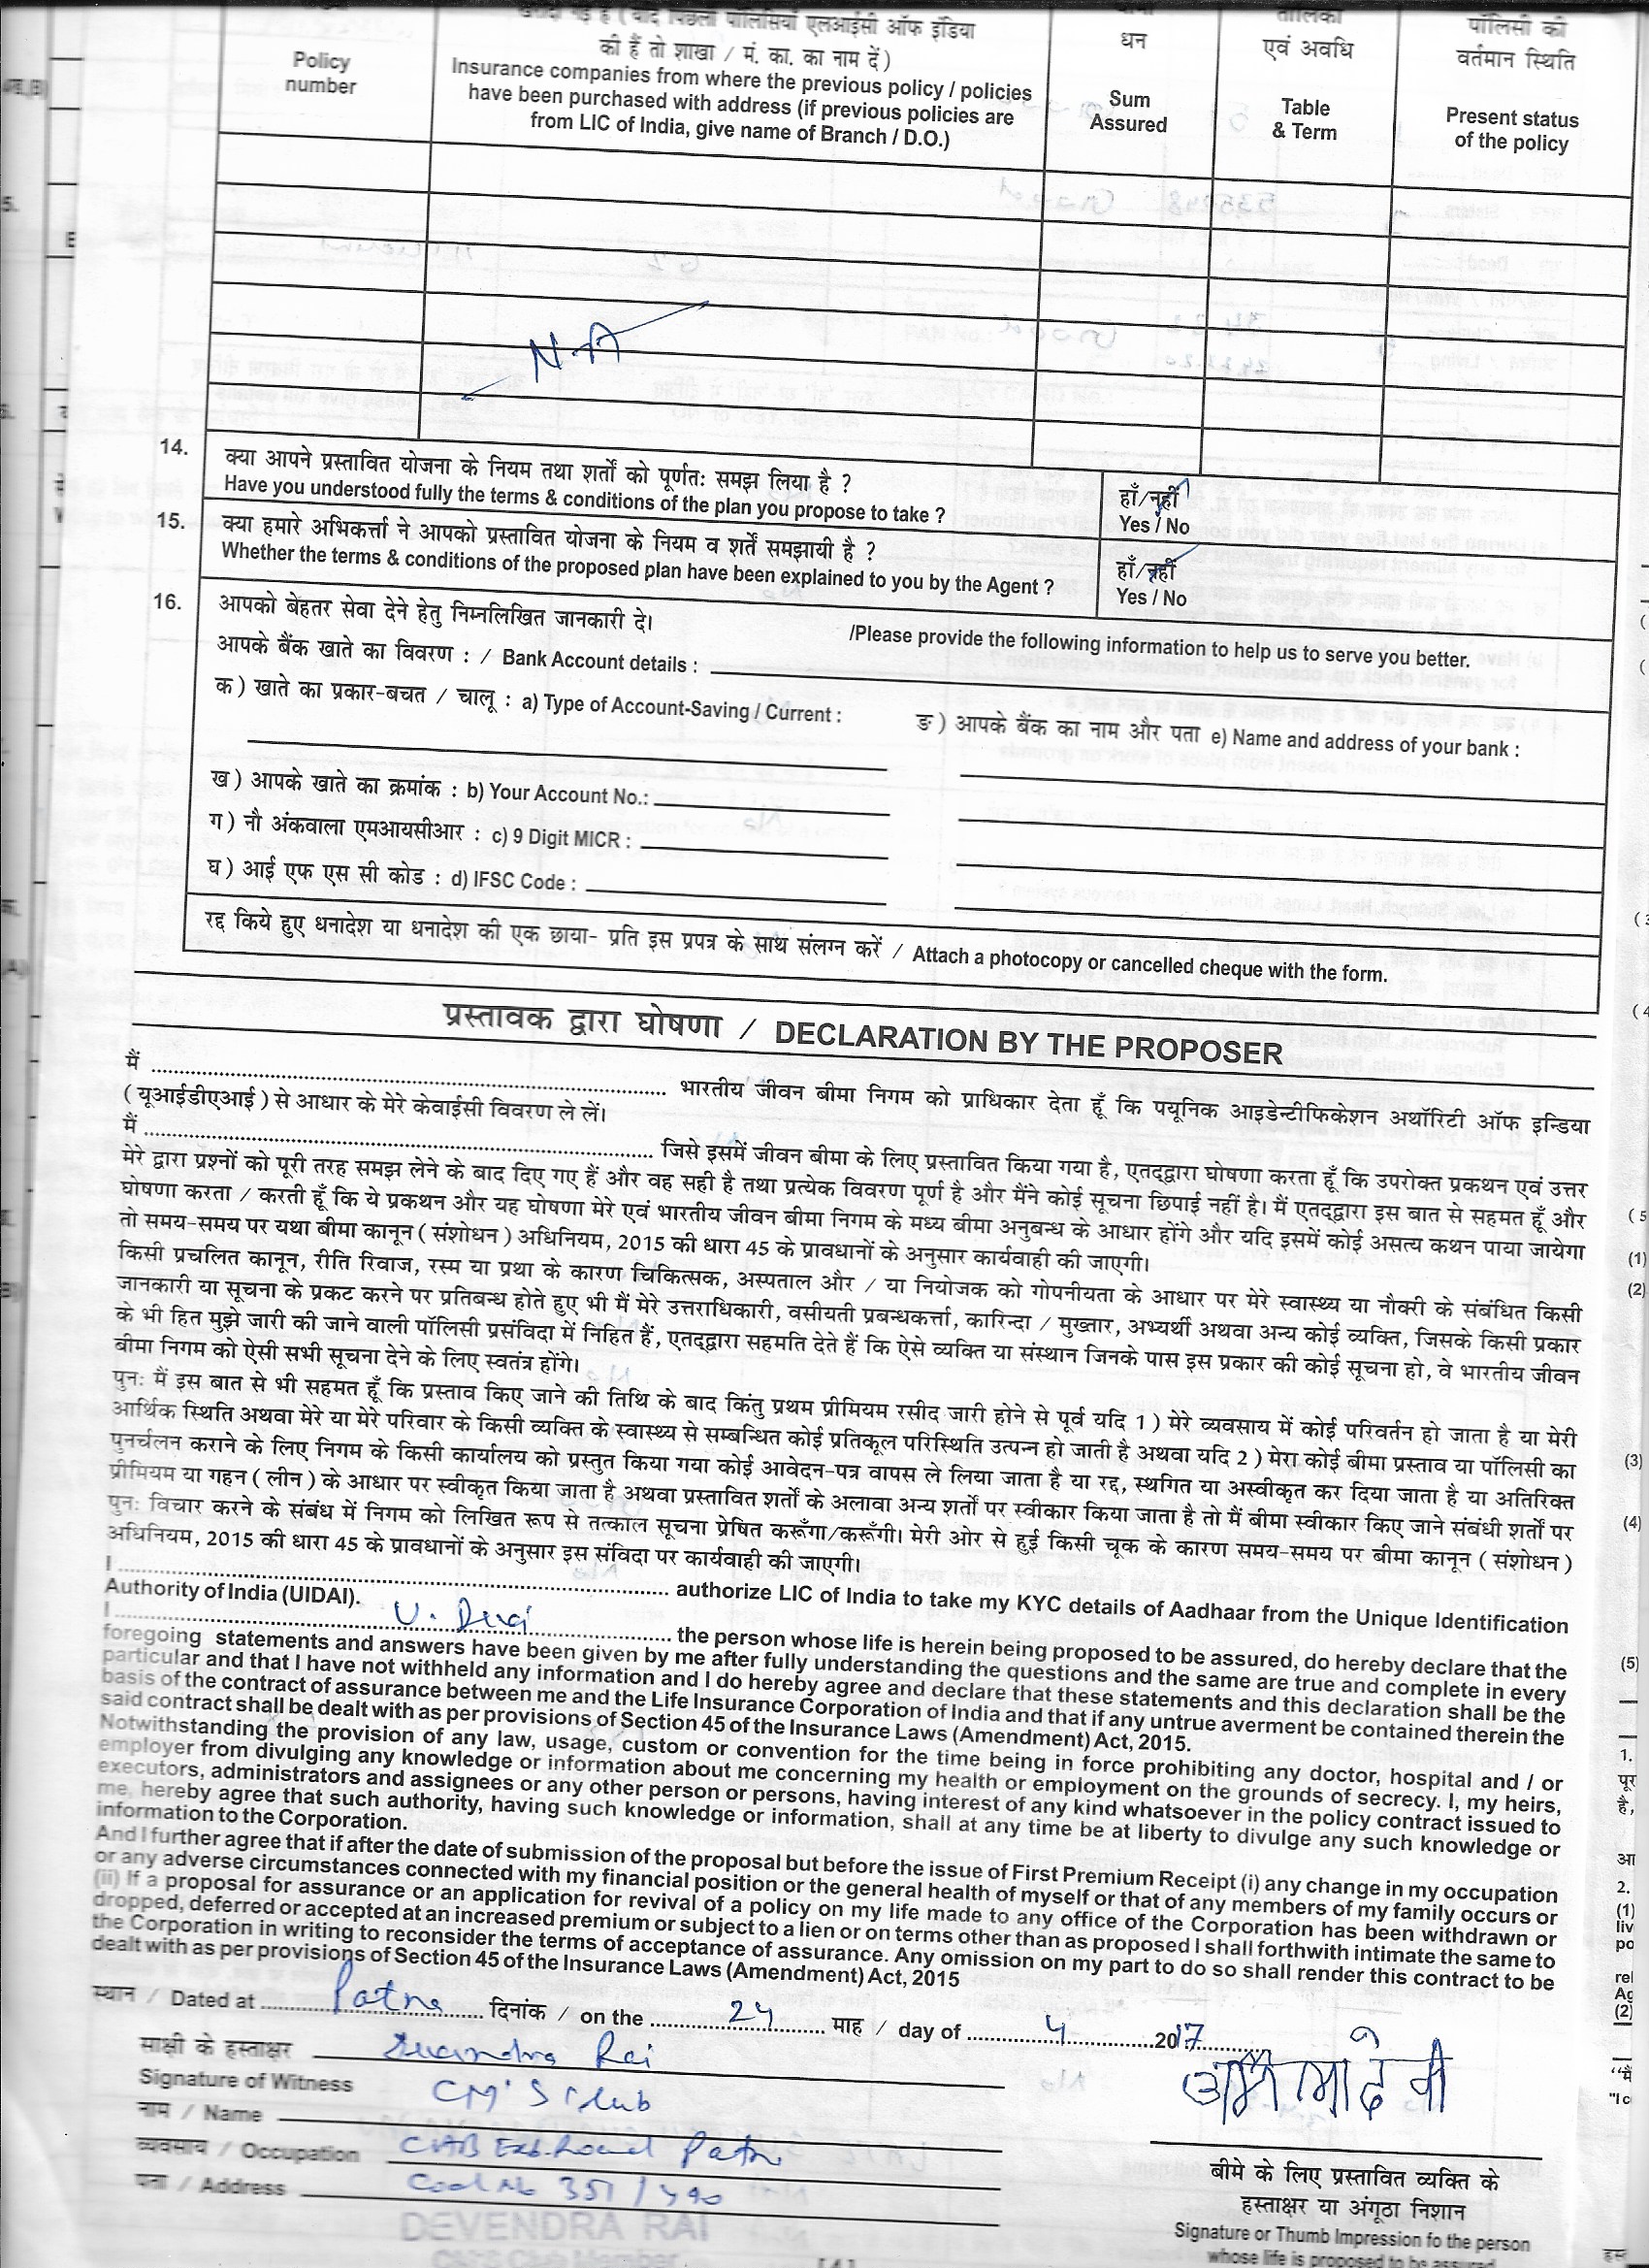 खरीदी गई है ( यदि पिछली पॉलिसियाँ एलआईसी ऑफ इंडिया
की हैं तो शाखा / मं. का. का नाम दें )
Policy number
Insurance companies from where the previous policy / policies
have been purchased with address (if previous policies are
from LIC of India, give name of Branch / D.O.)
धन
Sum
Assured
तालिका
एवं अवधि
Table
& Term
पॉलिसी की
वर्तमान स्थिति
Present status
of the policy
N.A
14. क्या आपने प्रस्तावित योजना के नियम तथा शर्तों को पूर्णतः समझ लिया है ? हाँ/नहीं
Have you understood fully the terms & conditions of the plan you propose to take ? Yes / No
15. क्या हमारे अभिकर्त्ता ने आपको प्रस्तावित योजना के नियम व शर्तें समझायी है ? हाँ/नहीं
Whether the terms & conditions of the proposed plan have been explained to you by the Agent ? Yes / No
16. आपको बेहतर सेवा देने हेतु निम्नलिखित जानकारी दे। /Please provide the following information to help us to serve you better.
आपके बैंक खाते का विवरण : / Bank Account details :
क ) खाते का प्रकार-बचत / चालू : a) Type of Account-Saving / Current :
ङ ) आपके बैंक का नाम और पता e) Name and address of your bank :
ख ) आपके खाते का क्रमांक : b) Your Account No.:
ग ) नौ अंकवाला एमआयसीआर : c) 9 Digit MICR :
घ ) आई एफ एस सी कोड : d) IFSC Code :
रद्द किये हुए धनादेश या धनादेश की एक छाया- प्रति इस प्रपत्र के साथ संलग्न करें / Attach a photocopy or cancelled cheque with the form.
प्रस्तावक द्वारा घोषणा / DECLARATION BY THE PROPOSER
मैं .......... भारतीय जीवन बीमा निगम को प्राधिकार देता हूँ कि पयूनिक आइडेन्टीफिकेशन अथॉरिटी ऑफ इन्डिया
( यूआईडीएआई ) से आधार के मेरे केवाईसी विवरण ले लें।
मैं .......... जिसे इसमें जीवन बीमा के लिए प्रस्तावित किया गया है, एतद्द्वारा घोषणा करता हूँ कि उपरोक्त प्रकथन एवं उत्तर
मेरे द्वारा प्रश्नों को पूरी तरह समझ लेने के बाद दिए गए हैं और वह सही है तथा प्रत्येक विवरण पूर्ण है और मैंने कोई सूचना छिपाई नहीं है। मैं एतद्द्वारा इस बात से सहमत हूँ और
घोषणा करता / करती हूँ कि ये प्रकथन और यह घोषणा मेरे एवं भारतीय जीवन बीमा निगम के मध्य बीमा अनुबन्ध के आधार होंगे और यदि इसमें कोई असत्य कथन पाया जायेगा
तो समय-समय पर यथा बीमा कानून ( संशोधन ) अधिनियम, 2015 की धारा 45 के प्रावधानों के अनुसार कार्यवाही की जाएगी।
किसी प्रचलित कानून, रीति रिवाज, रस्म या प्रथा के कारण चिकित्सक, अस्पताल और / या नियोजक को गोपनीयता के आधार पर मेरे स्वास्थ्य या नौकरी के संबंधित किसी
जानकारी या सूचना के प्रकट करने पर प्रतिबन्ध होते हुए भी मैं मेरे उत्तराधिकारी, वसीयती प्रबन्धकर्त्ता, कारिन्दा / मुख्तार, अभ्यर्थी अथवा अन्य कोई व्यक्ति, जिसके किसी प्रकार
के भी हित मुझे जारी की जाने वाली पॉलिसी प्रसंविदा में निहित हैं, एतद्द्वारा सहमति देते हैं कि ऐसे व्यक्ति या संस्थान जिनके पास इस प्रकार की कोई सूचना हो, वे भारतीय जीवन
बीमा निगम को ऐसी सभी सूचना देने के लिए स्वतंत्र होंगे।
पुनः मैं इस बात से भी सहमत हूँ कि प्रस्ताव किए जाने की तिथि के बाद किंतु प्रथम प्रीमियम रसीद जारी होने से पूर्व यदि 1 ) मेरे व्यवसाय में कोई परिवर्तन हो जाता है या मेरी
आर्थिक स्थिति अथवा मेरे या मेरे परिवार के किसी व्यक्ति के स्वास्थ्य से सम्बन्धित कोई प्रतिकूल परिस्थिति उत्पन्न हो जाती है अथवा यदि 2 ) मेरा कोई बीमा प्रस्ताव या पॉलिसी का
पुनर्चलन कराने के लिए निगम के किसी कार्यालय को प्रस्तुत किया गया कोई आवेदन-पत्र वापस ले लिया जाता है या रद्द, स्थगित या अस्वीकृत कर दिया जाता है या अतिरिक्त
प्रीमियम या गहन ( लीन ) के आधार पर स्वीकृत किया जाता है अथवा प्रस्तावित शर्तों के अलावा अन्य शर्तों पर स्वीकार किया जाता है तो मैं बीमा स्वीकार किए जाने संबंधी शर्तों पर
पुनः विचार करने के संबंध में निगम को लिखित रूप से तत्काल सूचना प्रेषित करूँगा/करूँगी। मेरी ओर से हुई किसी चूक के कारण समय-समय पर बीमा कानून ( संशोधन )
अधिनियम, 2015 की धारा 45 के प्रावधानों के अनुसार इस संविदा पर कार्यवाही की जाएगी।
I .......... authorize LIC of India to take my KYC details of Aadhaar from the Unique Identification
Authority of India (UIDAI).
I .......... U. Devi .......... the person whose life is herein being proposed to be assured, do hereby declare that the
foregoing statements and answers have been given by me after fully understanding the questions and the same are true and complete in every
particular and that I have not withheld any information and I do hereby agree and declare that these statements and this declaration shall be the
basis of the contract of assurance between me and the Life Insurance Corporation of India and that if any untrue averment be contained therein the
said contract shall be dealt with as per provisions of Section 45 of the Insurance Laws (Amendment) Act, 2015.
Notwithstanding the provision of any law, usage, custom or convention for the time being in force prohibiting any doctor, hospital and / or
employer from divulging any knowledge or information about me concerning my health or employment on the grounds of secrecy. I, my heirs,
executors, administrators and assignees or any other person or persons, having interest of any kind whatsoever in the policy contract issued to
me, hereby agree that such authority, having such knowledge or information, shall at any time be at liberty to divulge any such knowledge or
information to the Corporation.
And I further agree that if after the date of submission of the proposal but before the issue of First Premium Receipt (i) any change in my occupation
or any adverse circumstances connected with my financial position or the general health of myself or that of any members of my family occurs or
(ii) If a proposal for assurance or an application for revival of a policy on my life made to any office of the Corporation has been withdrawn or
dropped, deferred or accepted at an increased premium or subject to a lien or on terms other than as proposed I shall forthwith intimate the same to
the Corporation in writing to reconsider the terms of acceptance of assurance. Any omission on my part to do so shall render this contract to be
dealt with as per provisions of Section 45 of the Insurance Laws (Amendment) Act, 2015
स्थान / Dated at Patna दिनांक / on the 24 माह / day of 4 2017
साक्षी के हस्ताक्षर
Signature of Witness Rai
नाम / Name CM'S Club
व्यवसाय / Occupation CAB Exb. Road Patna
पता / Address Cod No 351/490
DEVENDRA RAI
Club Member
उर्मिला देवी
बीमे के लिए प्रस्तावित व्यक्ति के
हस्ताक्षर या अंगूठा निशान
Signature or Thumb Impression fo the person
whose life is proposed to be assured